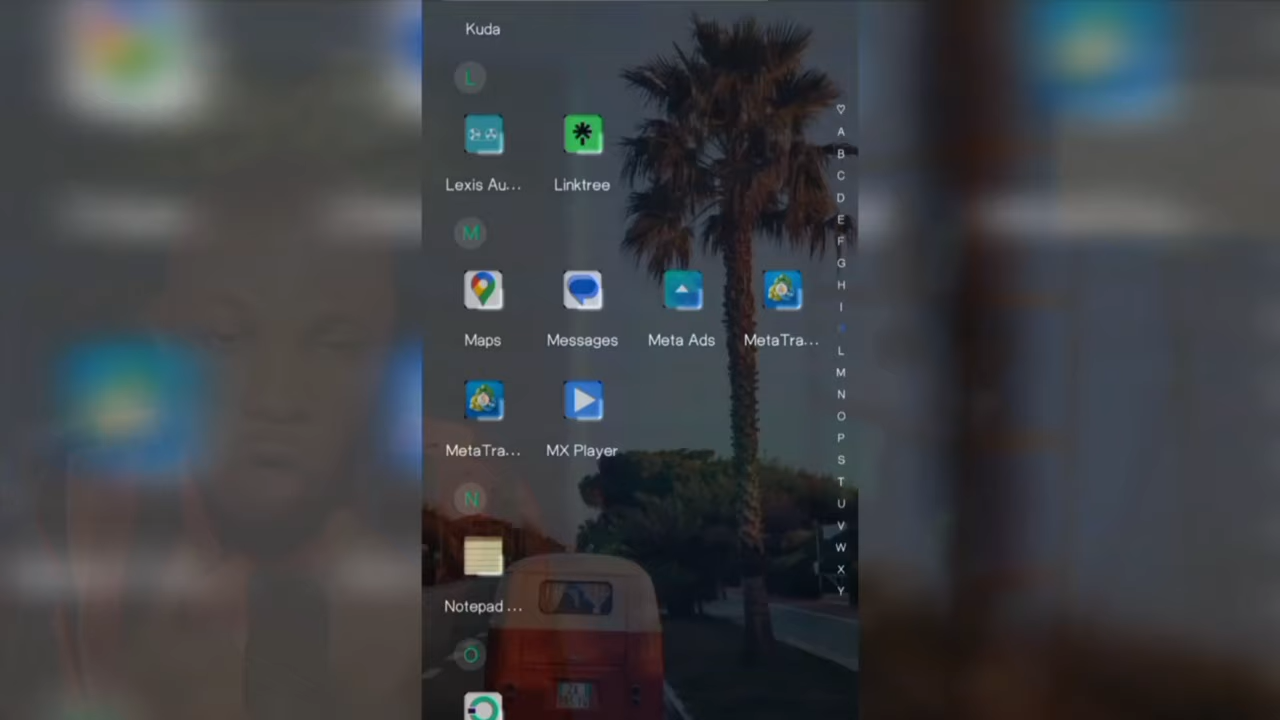 Kuda
L
Lexis Au...
Linktree
M
Maps
Messages
Meta Ads
MetaTra...
MetaTra...
MX Player
N
Notepad ...
O
A
B
C
D
E
F
G
H
I
L
M
N
O
P
S
T
U
V
W
X
Y